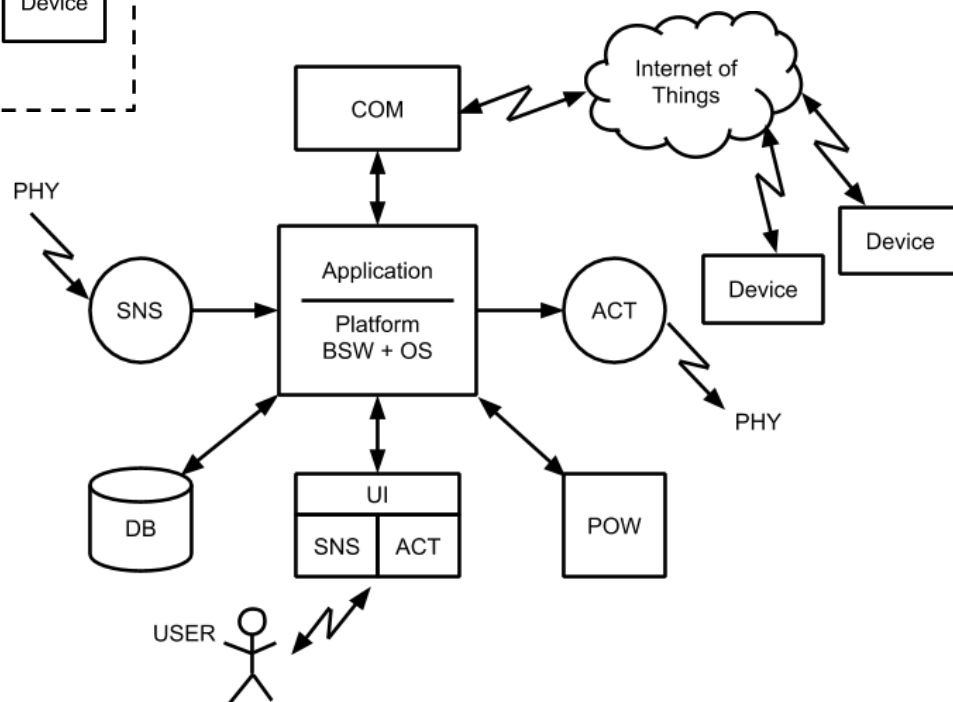 Device
Internet of
Things
COM
PHY
Application
Platform
BSW + OS
SNS
ACT
Device
Device
PHY
UI
SNS
ACT
DB
POW
USER